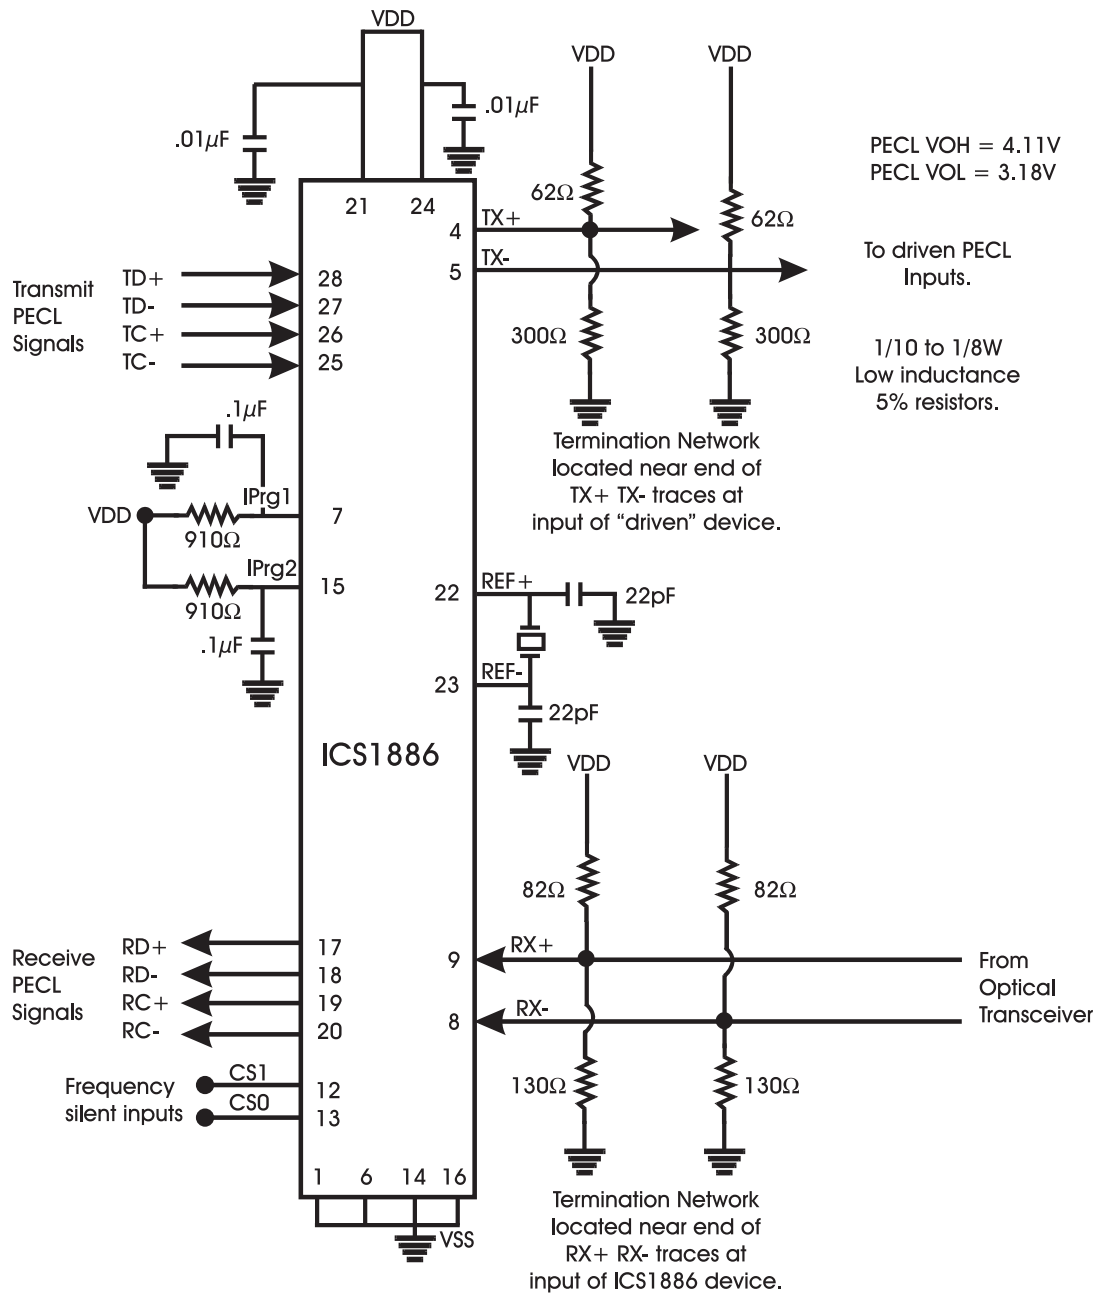 VDD
.01µF
.01µF
VDD
VDD
PECL VOH = 4.11V
PECL VOL = 3.18V
62Ω
62Ω
21
24
4
TX+
5
TX-
To driven PECL
Inputs.
Transmit
PECL
Signals
TD+
TD-
TC+
TC-
28
27
26
25
300Ω
300Ω
1/10 to 1/8W
Low inductance
5% resistors.
Termination Network
located near end of
TX+ TX- traces at
input of “driven” device.
.1µF
IPrg1
VDD
7
910Ω
IPrg2
15
910Ω
.1µF
22
REF+
22pF
23
REF-
22pF
ICS1886
VDD
VDD
82Ω
82Ω
Receive
PECL
Signals
RD+
RD-
RC+
RC-
17
18
19
20
9
RX+
8
RX-
From
Optical
Transceiver
Frequency
silent inputs
CS1
CS0
12
13
130Ω
130Ω
1
6
14
16
VSS
Termination Network
located near end of
RX+ RX- traces at
input of ICS1886 device.